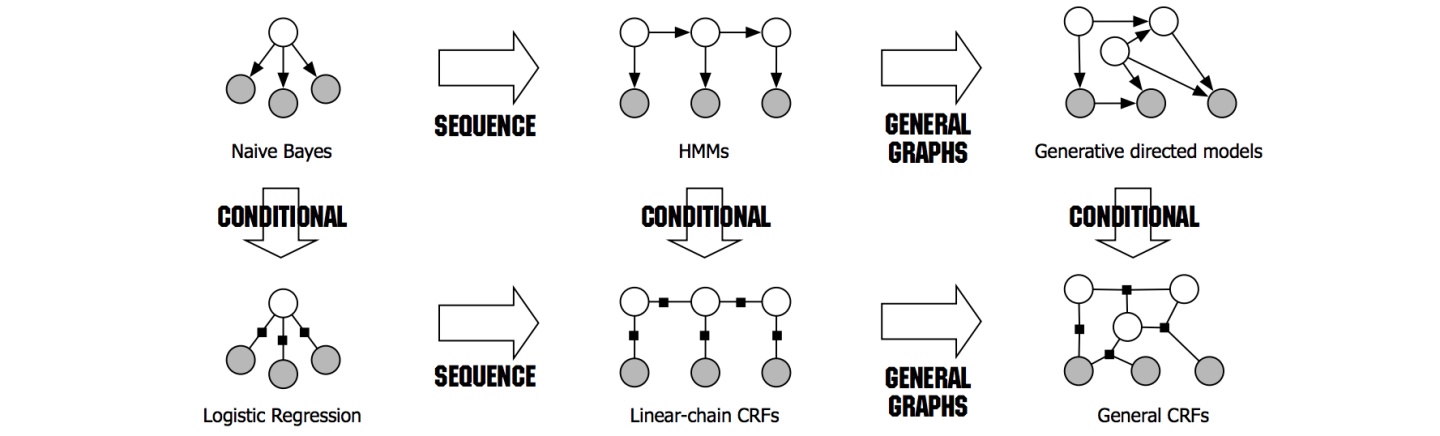 SEQUENCE
GENERAL
GRAPHS
Naive Bayes
HMMs
Generative directed models
CONDITIONAL
CONDITIONAL
CONDITIONAL
SEQUENCE
GENERAL
GRAPHS
Logistic Regression
Linear-chain CRFs
General CRFs